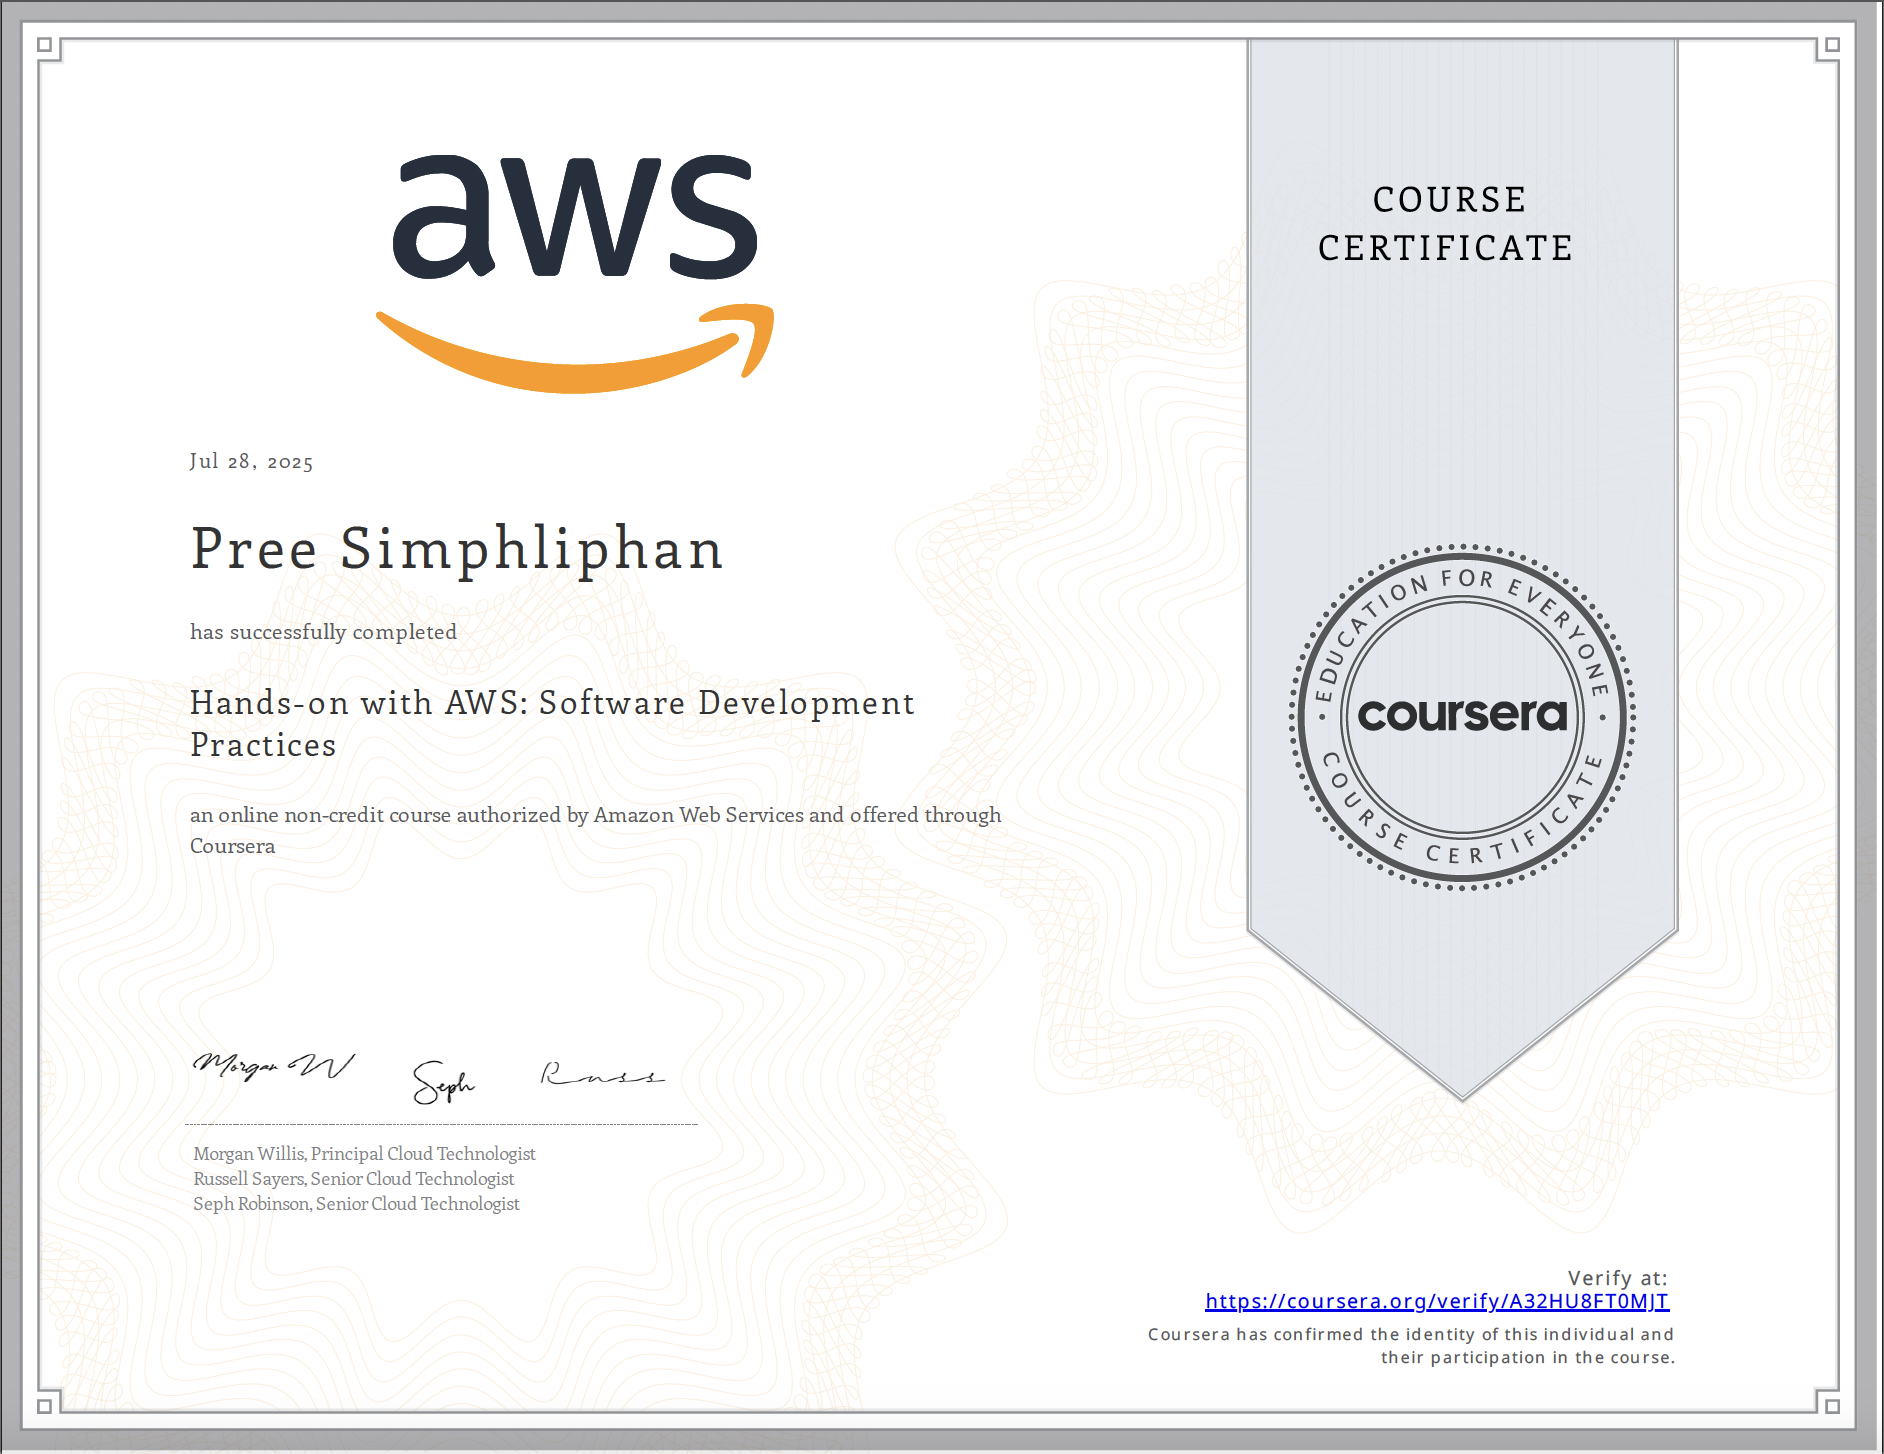 aws
COURSE
CERTIFICATE
Jul 28, 2025
Pree Simphliphan
has successfully completed
Hands-on with AWS: Software Development
Practices
an online non-credit course authorized by Amazon Web Services and offered through
Coursera
EDUCATION FOR EVERYONE
coursera
COURSE CERTIFICATE
Morgan W
Seph
Russ
Morgan Willis, Principal Cloud Technologist
Russell Sayers, Senior Cloud Technologist
Seph Robinson, Senior Cloud Technologist
Verify at:
https://coursera.org/verify/A32HU8FT0MJT
Coursera has confirmed the identity of this individual and
their participation in the course.